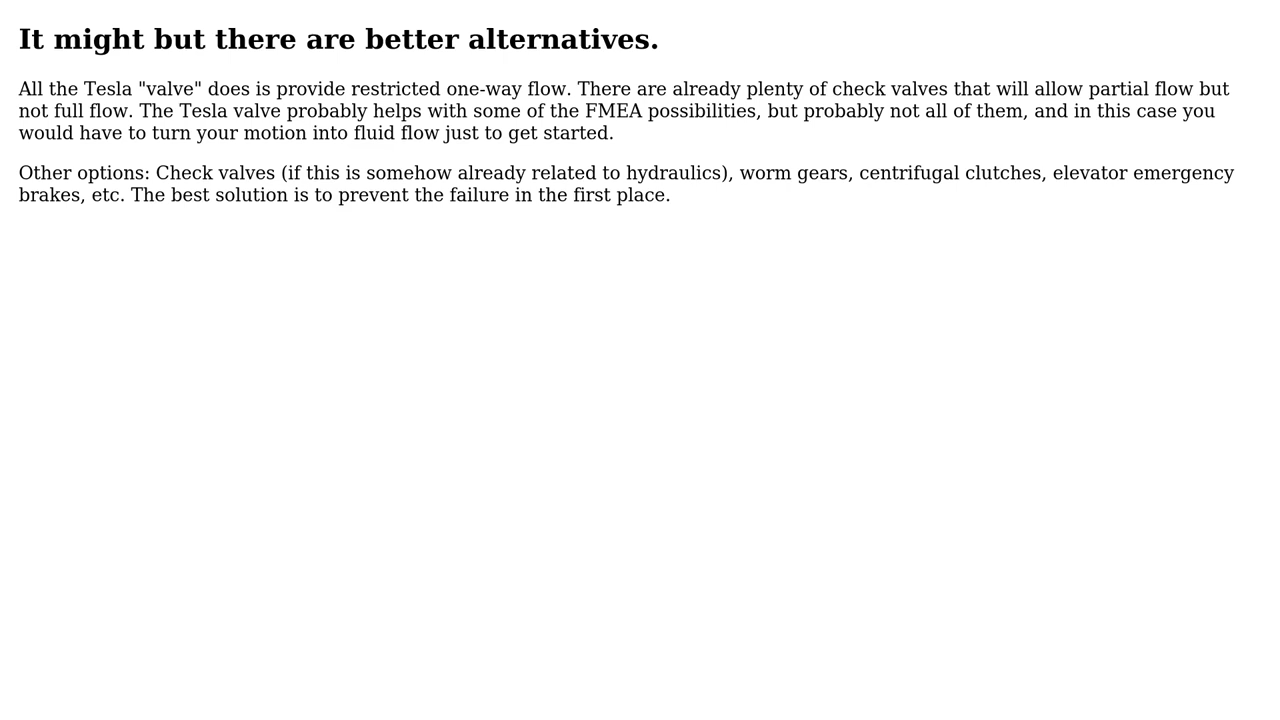 It might but there are better alternatives.
All the Tesla "valve" does is provide restricted one-way flow. There are already plenty of check valves that will allow partial flow but
not full flow. The Tesla valve probably helps with some of the FMEA possibilities, but probably not all of them, and in this case you
would have to turn your motion into fluid flow just to get started.
Other options: Check valves (if this is somehow already related to hydraulics), worm gears, centrifugal clutches, elevator emergency
brakes, etc. The best solution is to prevent the failure in the first place.